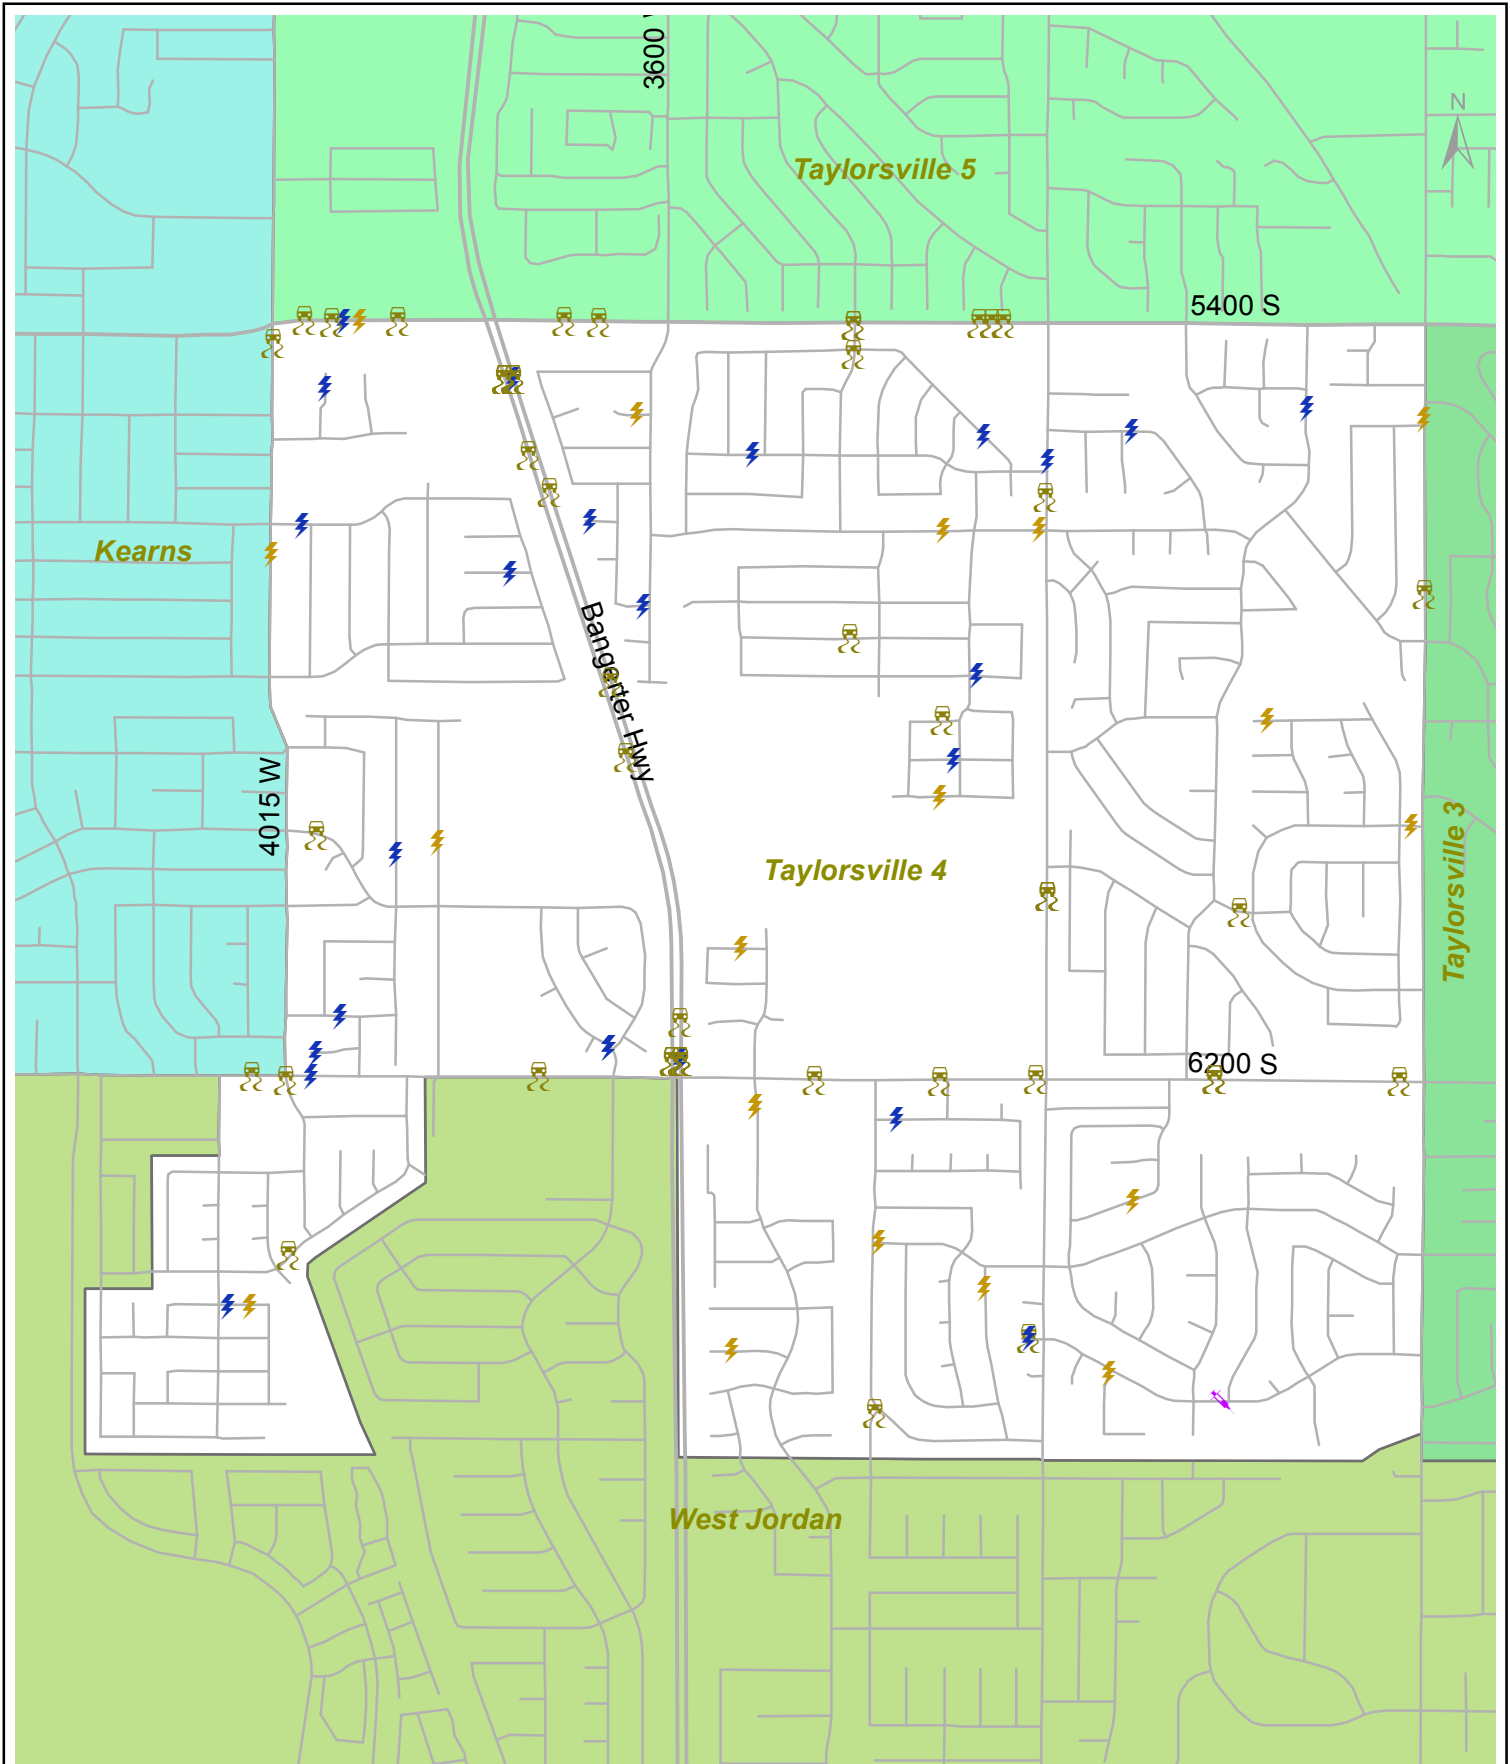 3600 W
N
Taylorsville 5
5400 S
Kearns
Bangerter Hwy
4015 W
Taylorsville 4
Taylorsville 3
6200 S
West Jordan